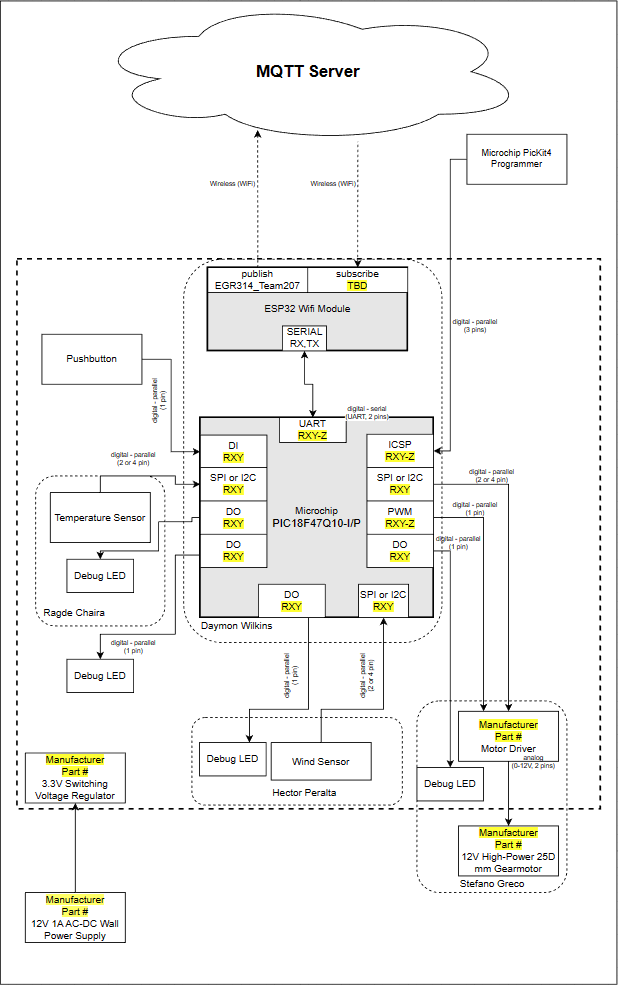 MQTT Server
Microchip PicKit4
Programmer
Wireless (WiFi)
Wireless (WiFi)
publish
EGR314_Team207
subscribe
TBD
ESP32 Wifi Module
SERIAL
RX,TX
digital - parallel
(3 pins)
Pushbutton
digital - parallel
(1 pin)
digital - serial
(UART, 2 pins)
UART
RXY-Z
DI
RXY
ICSP
RXY-Z
digital - parallel
(2 or 4 pin)
SPI or I2C
RXY
SPI or I2C
RXY
digital - parallel
(2 or 4 pin)
Microchip
PIC18F47Q10-I/P
Temperature Sensor
DO
RXY
PWM
RXY-Z
digital - parallel
(1 pin)
DO
RXY
DO
RXY
digital - parallel
(1 pin)
Debug LED
Ragde Chaira
DO
RXY
SPI or I2C
RXY
Daymon Wilkins
digital - parallel
(1 pin)
Debug LED
digital - parallel
(1 pin)
digital - parallel
(2 or 4 pin)
Debug LED
Wind Sensor
Hector Peralta
Manufacturer
Part #
Motor Driver
analog
(0-12V, 2 pins)
Debug LED
Manufacturer
Part #
3.3V Switching
Voltage Regulator
Manufacturer
Part #
12V High-Power 25D
mm Gearmotor
Stefano Greco
Manufacturer
Part #
12V 1A AC-DC Wall
Power Supply